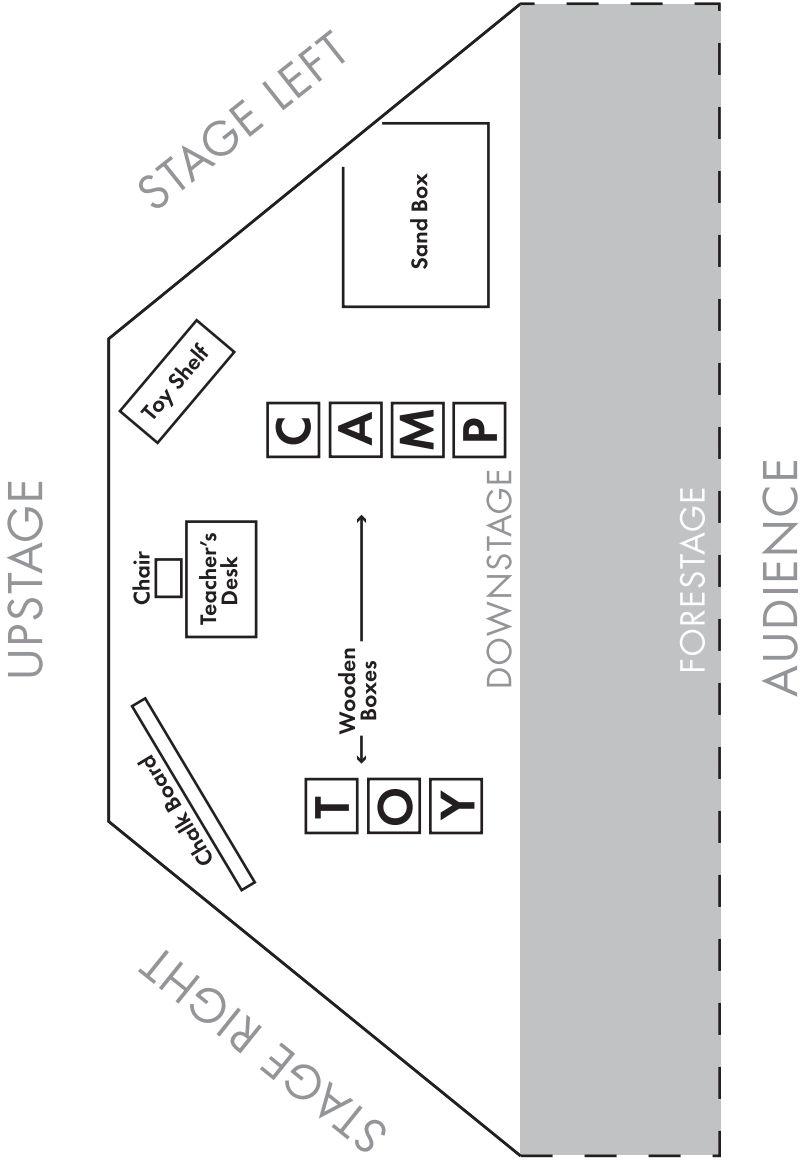 UPSTAGE
STAGE RIGHT
STAGE LEFT
Chalk Board
Chair
Teacher's
Desk
Toy Shelf
T
O
Y
Wooden
Boxes
C
A
M
P
Sand Box
DOWNSTAGE
FORESTAGE
AUDIENCE